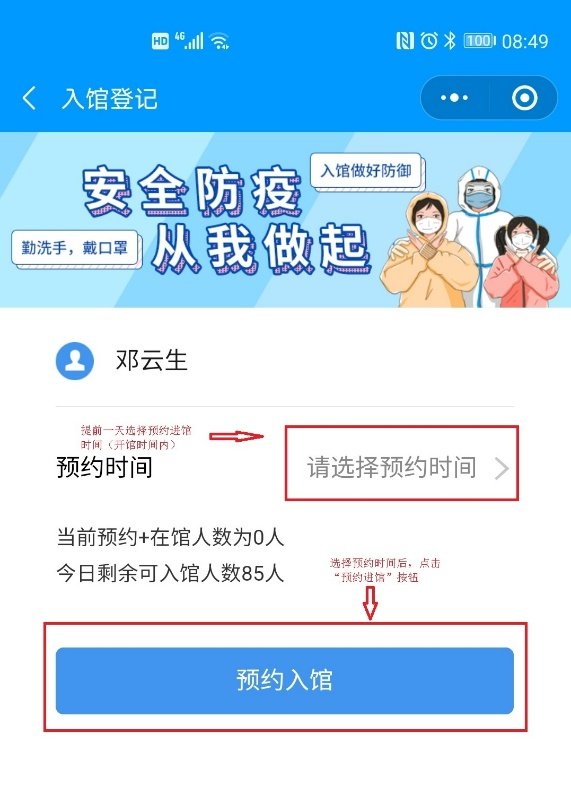 HD 4G 100 08:49
入馆登记
安全防疫
入馆做好防御
勤洗手，戴口罩
从我做起
邓云生
提前一天选择预约进馆
时间（开馆时间内）
预约时间
请选择预约时间
当前预约+在馆人数为0人
今日剩余可入馆人数85人
选择预约时间后，点击
“预约进馆”按钮
预约入馆